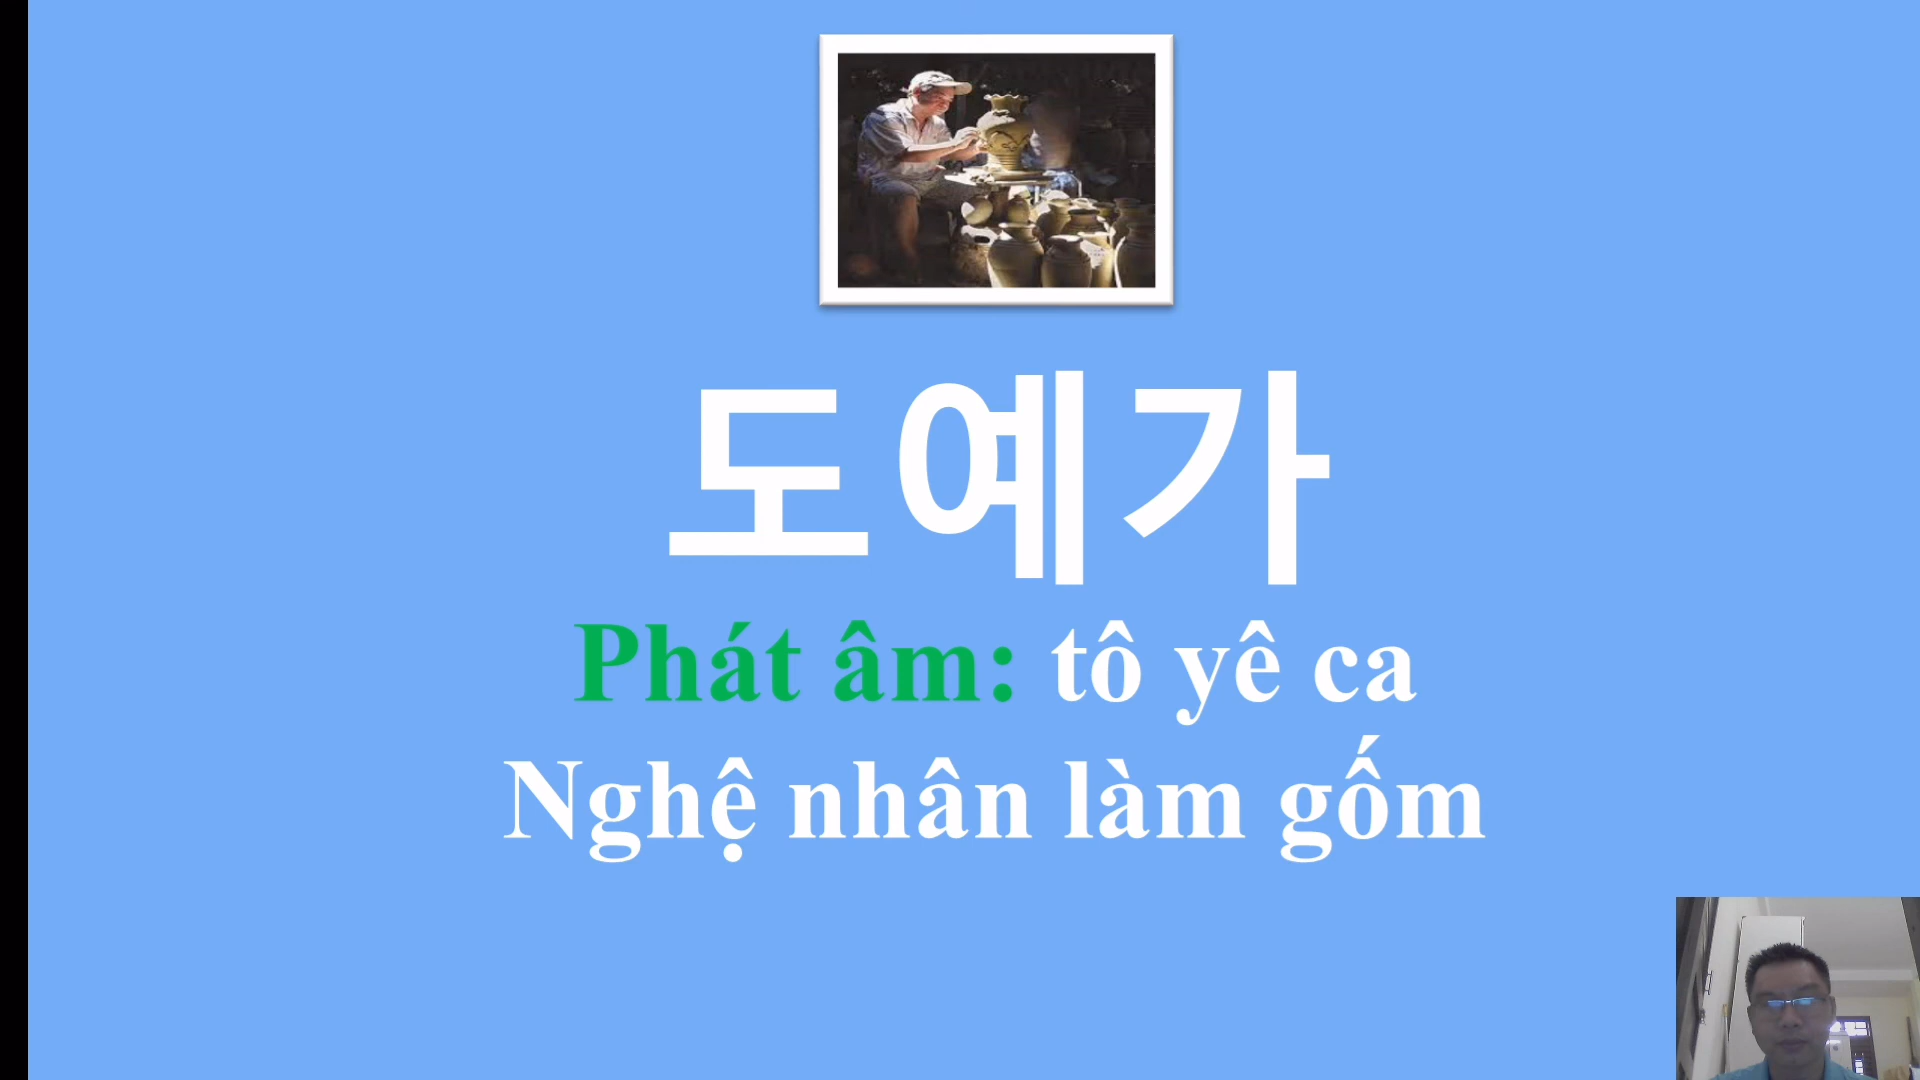 도예가
Phát âm: tô yê ca
Nghệ nhân làm gốm